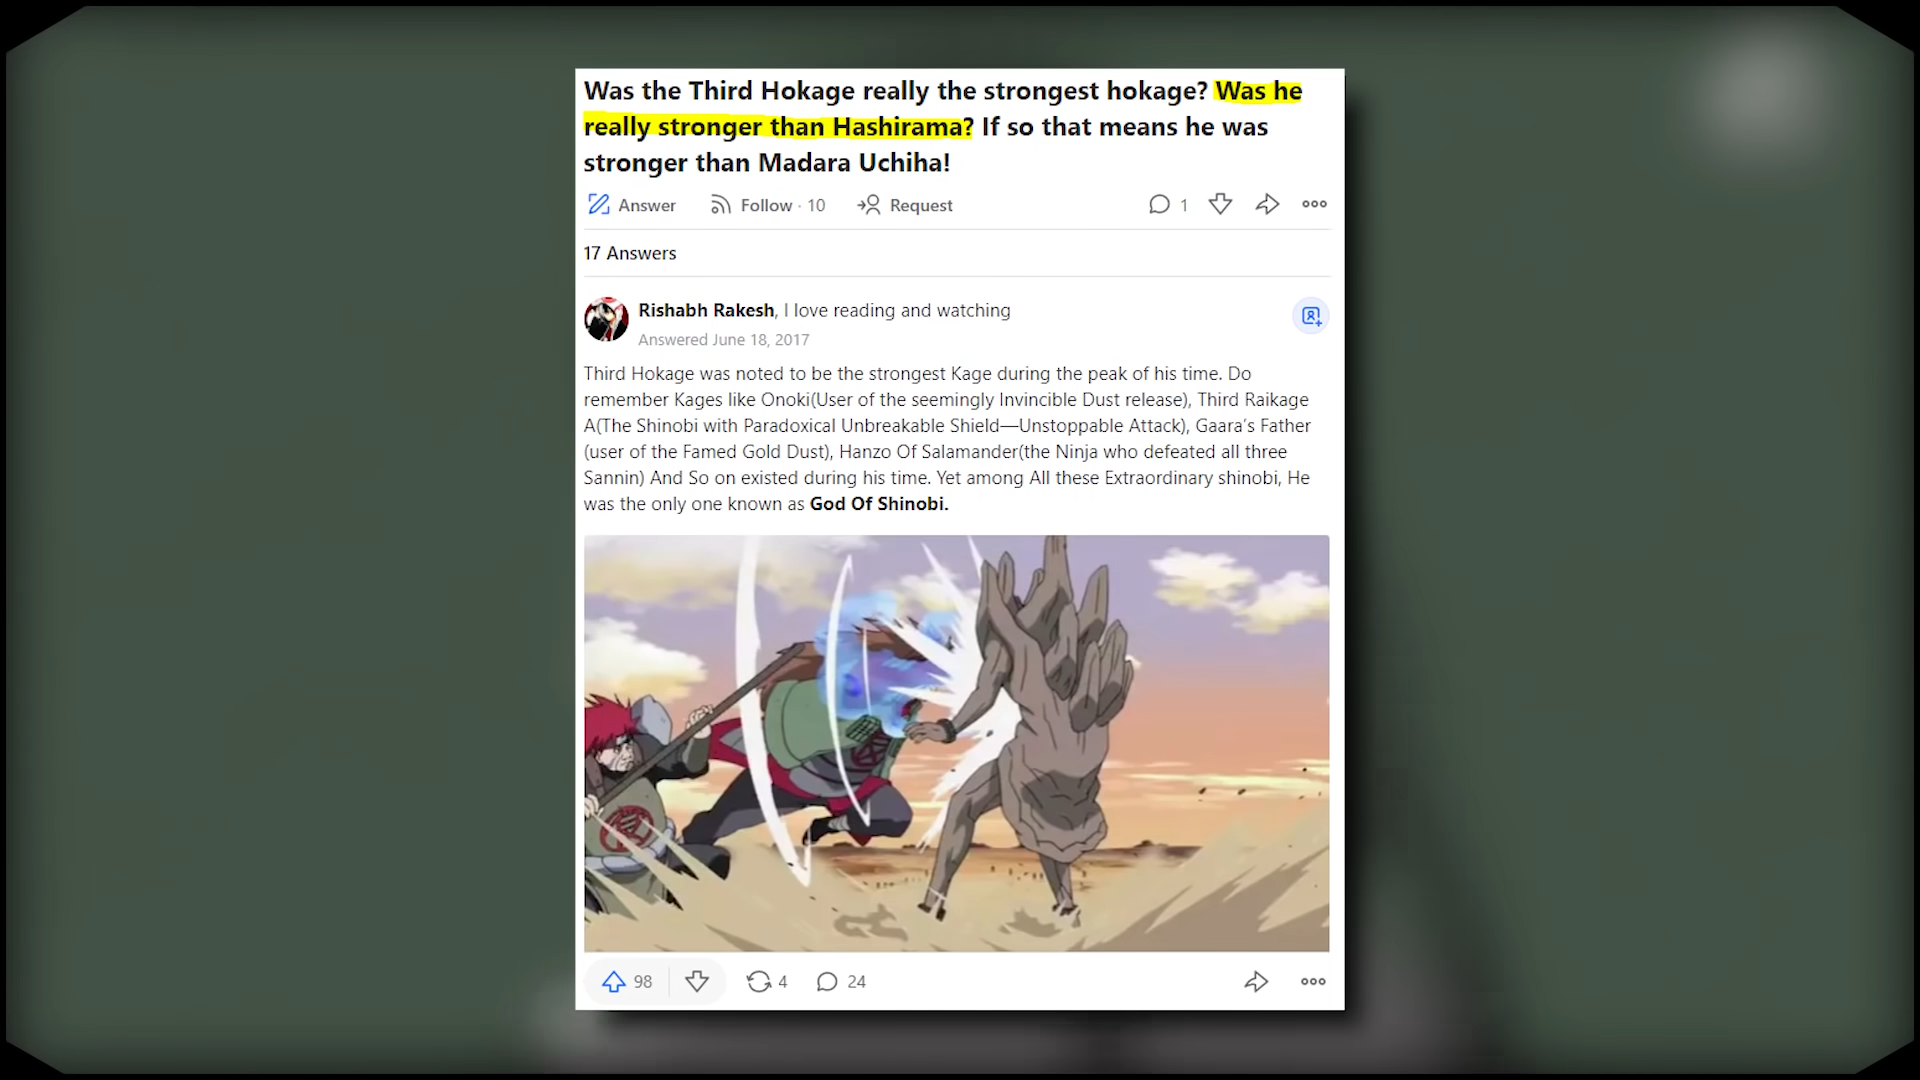 Was the Third Hokage really the strongest hokage? Was he
really stronger than Hashirama? If so that means he was
stronger than Madara Uchiha!
Answer Follow · 10 Request 1
17 Answers
Rishabh Rakesh, I love reading and watching
Answered June 18, 2017
Third Hokage was noted to be the strongest Kage during the peak of his time. Do
remember Kages like Onoki(User of the seemingly Invincible Dust release), Third Raikage
A(The Shinobi with Paradoxical Unbreakable Shield—Unstoppable Attack), Gaara's Father
(user of the Famed Gold Dust), Hanzo Of Salamander(the Ninja who defeated all three
Sannin) And So on existed during his time. Yet among All these Extraordinary shinobi, He
was the only one known as God Of Shinobi.
98 4 24